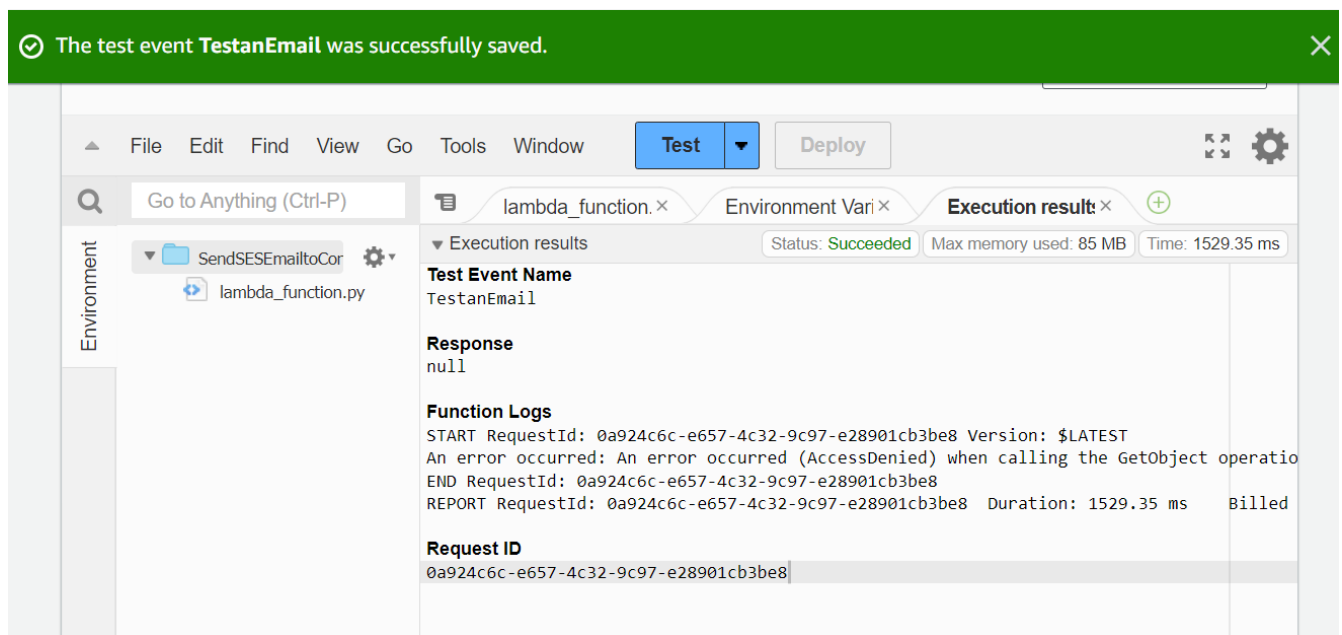 The test event TestanEmail was successfully saved.
File Edit Find View Go Tools Window Test Deploy
Go to Anything (Ctrl-P)
lambda_function. Environment Vari Execution results
Environment
SendSESEmailtoCor
lambda_function.py
Execution results Status: Succeeded Max memory used: 85 MB Time: 1529.35 ms
Test Event Name
TestanEmail
Response
null
Function Logs
START RequestId: 0a924c6c-e657-4c32-9c97-e28901cb3be8 Version: $LATEST
An error occurred: An error occurred (AccessDenied) when calling the GetObject operatio
END RequestId: 0a924c6c-e657-4c32-9c97-e28901cb3be8
REPORT RequestId: 0a924c6c-e657-4c32-9c97-e28901cb3be8 Duration: 1529.35 ms Billed
Request ID
0a924c6c-e657-4c32-9c97-e28901cb3be8